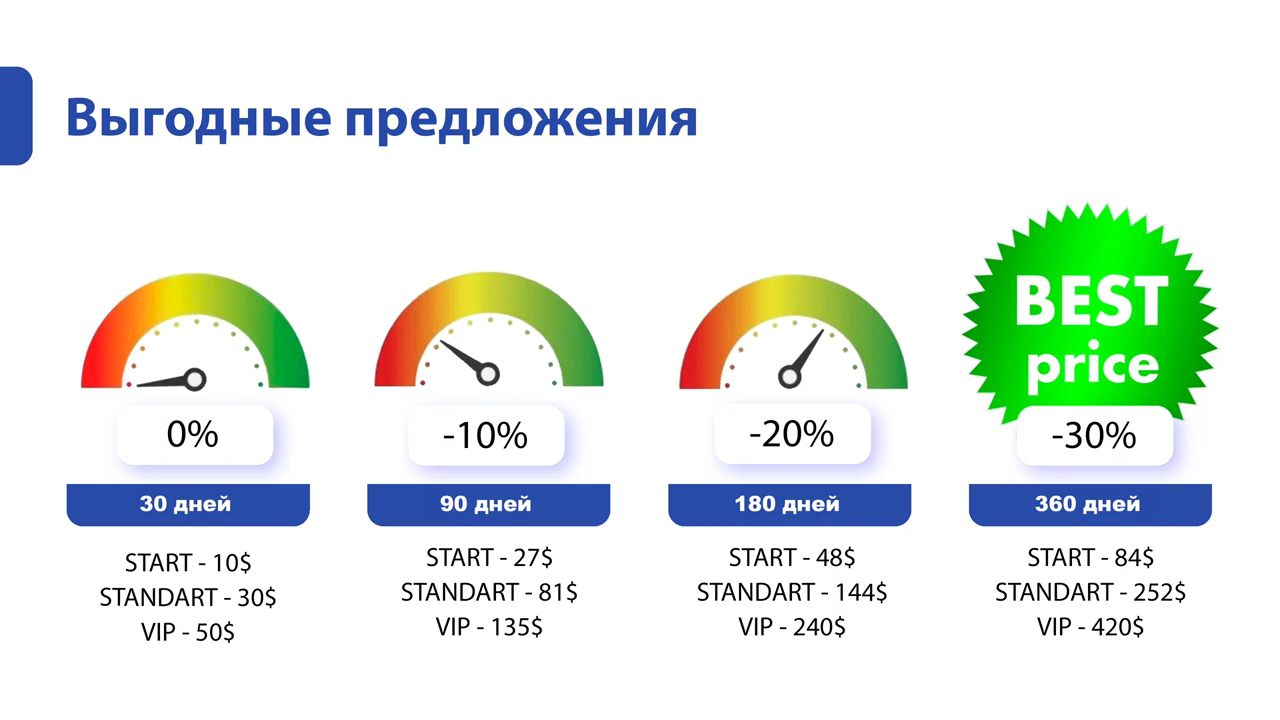 Выгодные предложения
BEST
price
0%
-10%
-20%
-30%
30 дней
90 дней
180 дней
360 дней
START - 10$
STANDART - 30$
VIP - 50$
START - 27$
STANDART - 81$
VIP - 135$
START - 48$
STANDART - 144$
VIP - 240$
START - 84$
STANDART - 252$
VIP - 420$